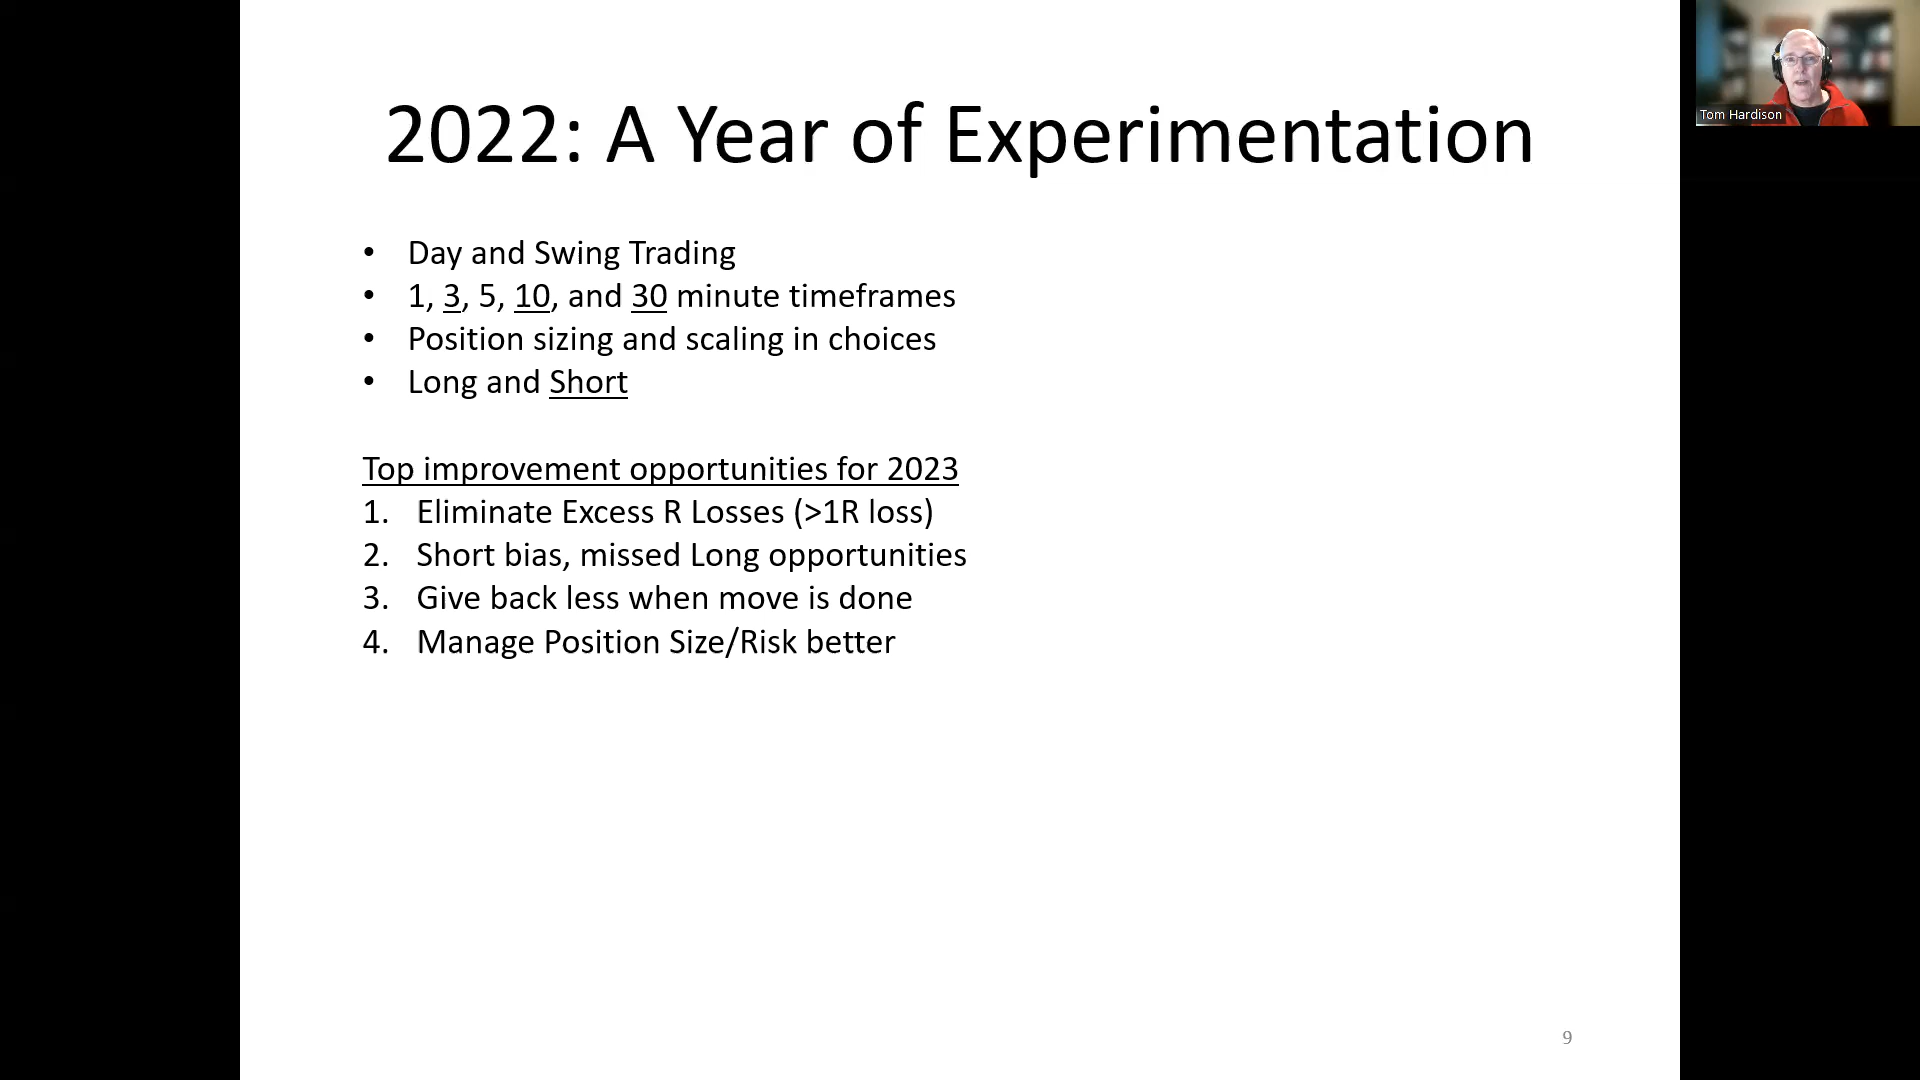 2022: A Year of Experimentation
Tom Hardison
• Day and Swing Trading
• 1, 3, 5, 10, and 30 minute timeframes
• Position sizing and scaling in choices
• Long and Short
Top improvement opportunities for 2023
1. Eliminate Excess R Losses (>1R loss)
2. Short bias, missed Long opportunities
3. Give back less when move is done
4. Manage Position Size/Risk better
9